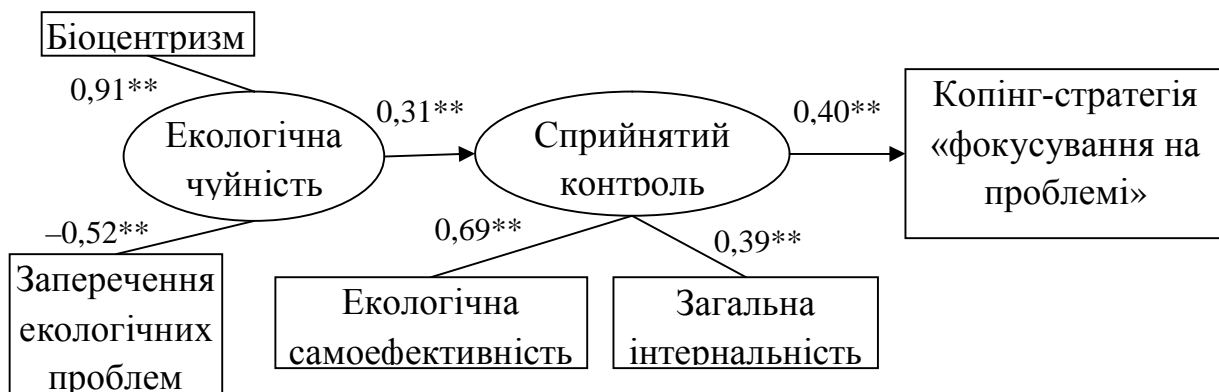 Біоцентризм
0,91**
Екологічна
чуйність
0,31**
Сприйнятий
контроль
0,40**
Копінг-стратегія
«фокусування на
проблемі»
–0,52**
Заперечення
екологічних
проблем
0,69**
Екологічна
самоефективність
0,39**
Загальна
інтернальність